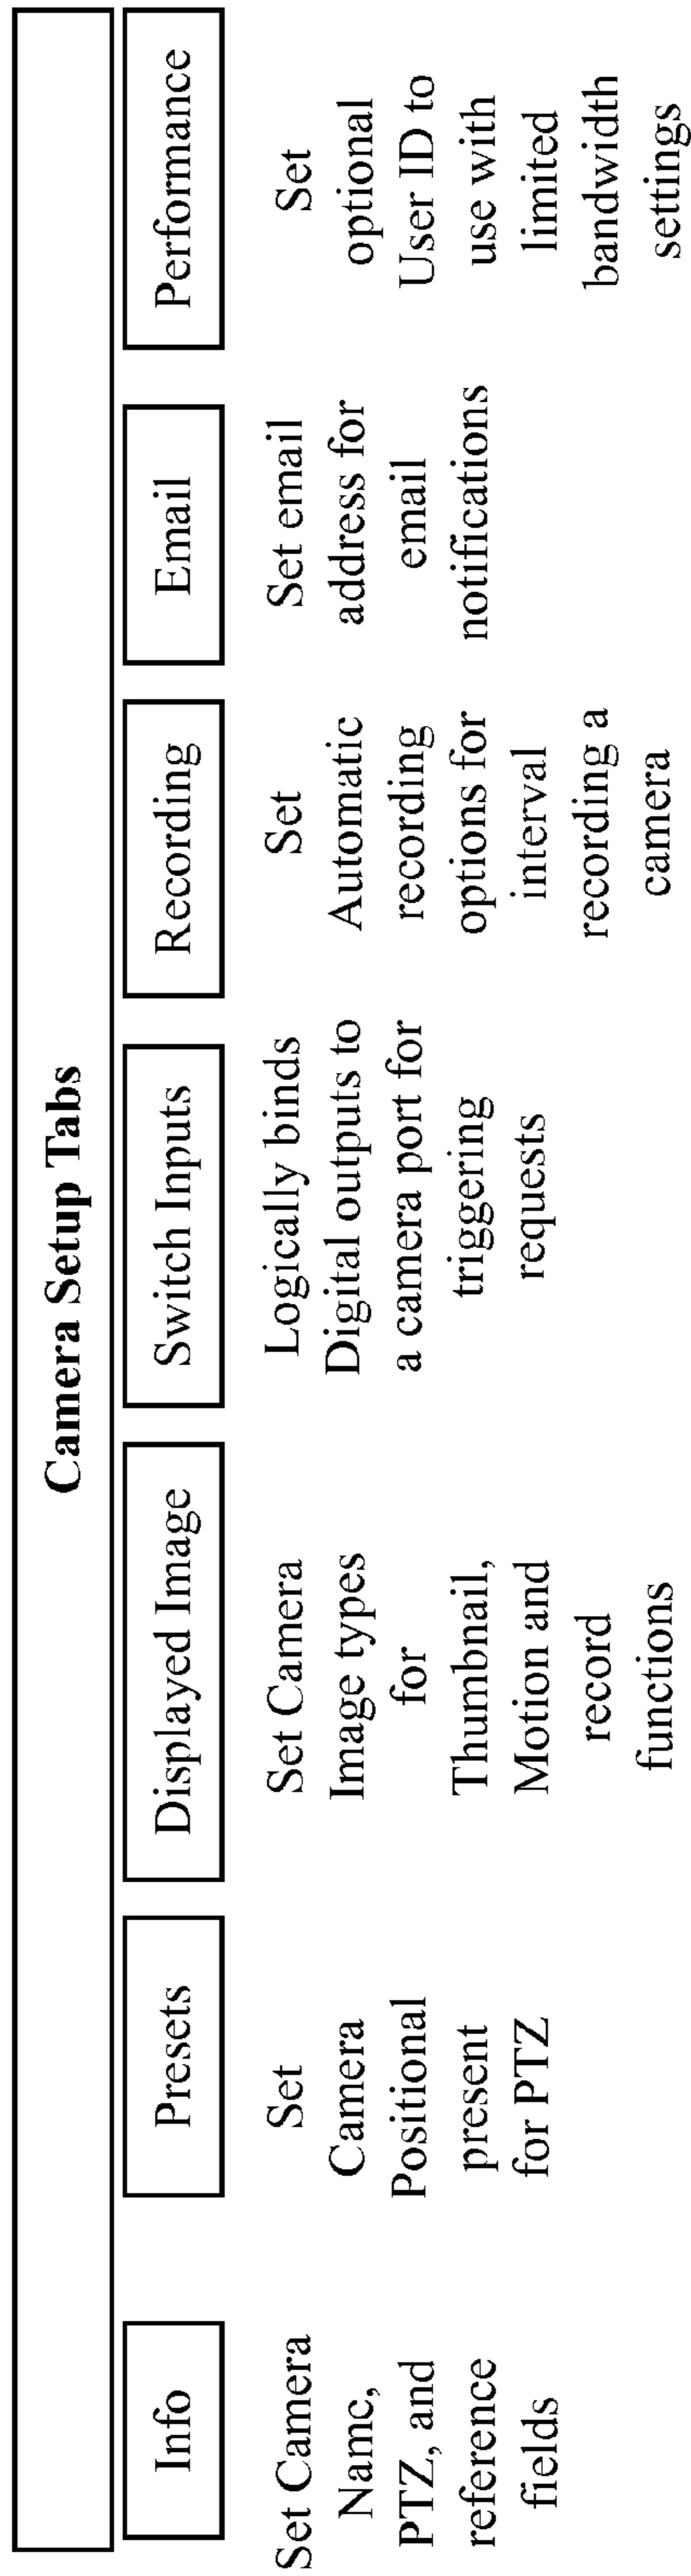 Camera Setup Tabs
Info
Set Camera
Namc,
PTZ, and
reference
fields
Presets
Set
Camera
Positional
present
for PTZ
Displayed Image
Set Camera
Image types
for
Thumbnail,
Motion and
record
functions
Switch Inputs
Logically binds
Digital outputs to
a camera port for
triggering
requests
Recording
Set
Automatic
recording
options for
interval
recording a
camera
Email
Set email
address for
email
notifications
Performance
Set
optional
User ID to
use with
limited
bandwidth
settings